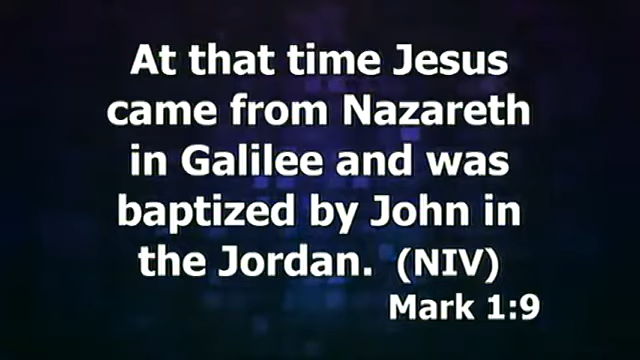 At that time Jesus
came from Nazareth
in Galilee and was
baptized by John in
the Jordan. (NIV)
Mark 1:9